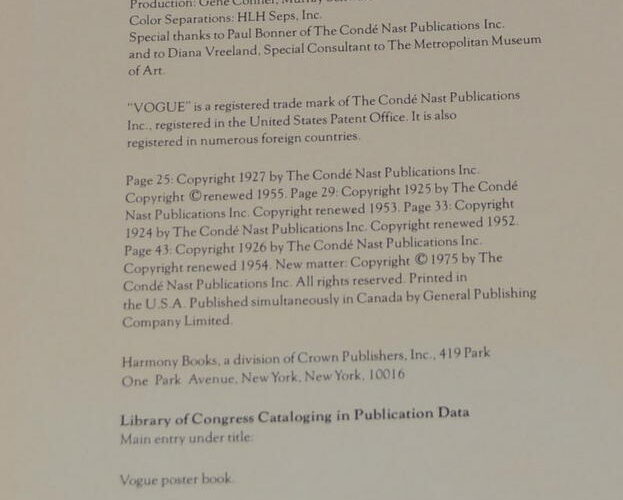 Production: Gene Conner, Murray
Color Separations: HLH Seps, Inc.
Special thanks to Paul Bonner of The Condé Nast Publications Inc.
and to Diana Vreeland, Special Consultant to The Metropolitan Museum
of Art.
"VOGUE" is a registered trade mark of The Condé Nast Publications
Inc., registered in the United States Patent Office. It is also
registered in numerous foreign countries.
Page 25: Copyright 1927 by The Condé Nast Publications Inc.
Copyright © renewed 1955. Page 29: Copyright 1925 by The Condé
Nast Publications Inc. Copyright renewed 1953. Page 33: Copyright
1924 by The Condé Nast Publications Inc. Copyright renewed 1952.
Page 43: Copyright 1926 by The Condé Nast Publications Inc.
Copyright renewed 1954. New matter: Copyright © 1975 by The
Condé Nast Publications Inc. All rights reserved. Printed in
the U.S.A. Published simultaneously in Canada by General Publishing
Company Limited.
Harmony Books, a division of Crown Publishers, Inc., 419 Park
One Park Avenue, New York, New York, 10016
Library of Congress Cataloging in Publication Data
Main entry under title:
Vogue poster book.